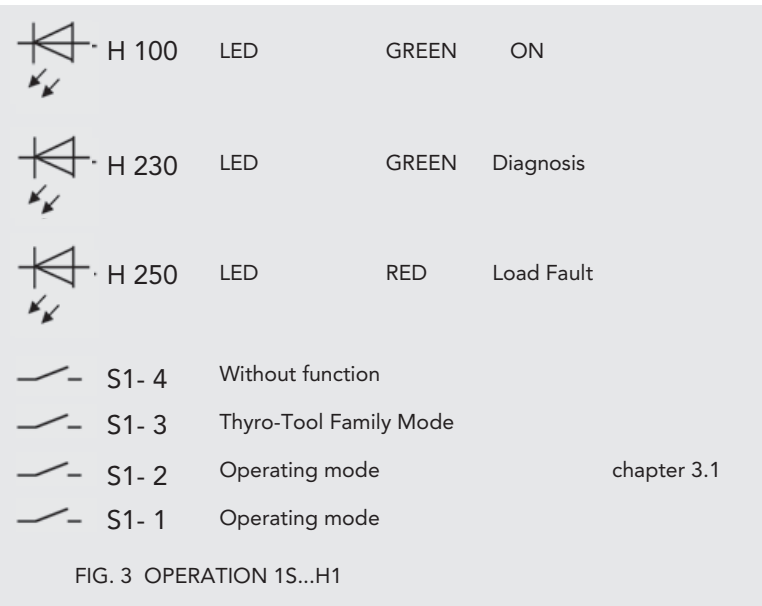 H 100 LED GREEN ON
H 230 LED GREEN Diagnosis
H 250 LED RED Load Fault
S1- 4 Without function
S1- 3 Thyro-Tool Family Mode
S1- 2 Operating mode chapter 3.1
S1- 1 Operating mode
FIG. 3 OPERATION 1S...H1